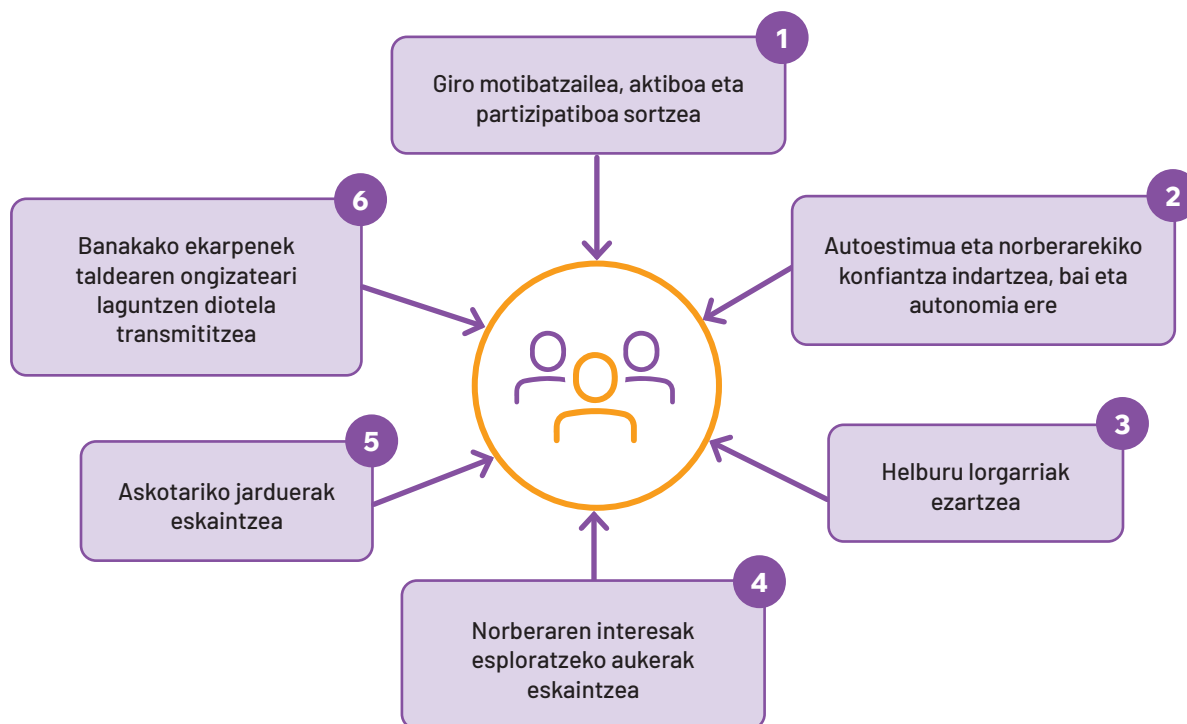 1
Giro motibatzailea, aktiboa eta
partizipatiboa sortzea
2
Autoestimua eta norberarekiko
konfiantza indartzea, bai eta
autonomia ere
3
Helburu lorgarriak
ezartzea
4
Norberaren interesak
esploratzeko aukerak
eskaintzea
5
Askotariko jarduerak
eskaintzea
6
Banakako ekarpenek
taldearen ongizateari
laguntzen diotela
transmititzea